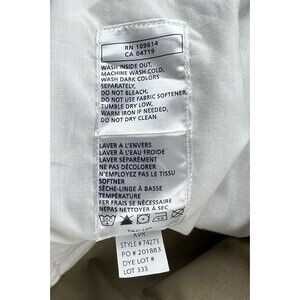 RN 109614
CA 04719
WASH INSIDE OUT,
MACHINE WASH COLD,
WASH DARK COLORS
SEPARATELY,
DO NOT BLEACH,
DO NOT USE FABRIC SOFTENER,
TUMBLE DRY LOW,
WARM IRON IF NEEDED,
DO NOT DRY CLEAN
LAVER A L'ENVERS
LAVER À L'EAU FROIDE
LAVER SÉPARÉMENT
NE PAS DÉCOLORER
N'EMPLOYEZ PAS LE TISSU
SOFTNER
SÈCHE-LINGE À BASSE
TEMPÉRATURE
FER FRAIS SE NÉCESSAIRE
NEPAS NETTOYER À SEC
KVN
STYLE # 74273
PO # 201883
DYE LOT #
LOT 333